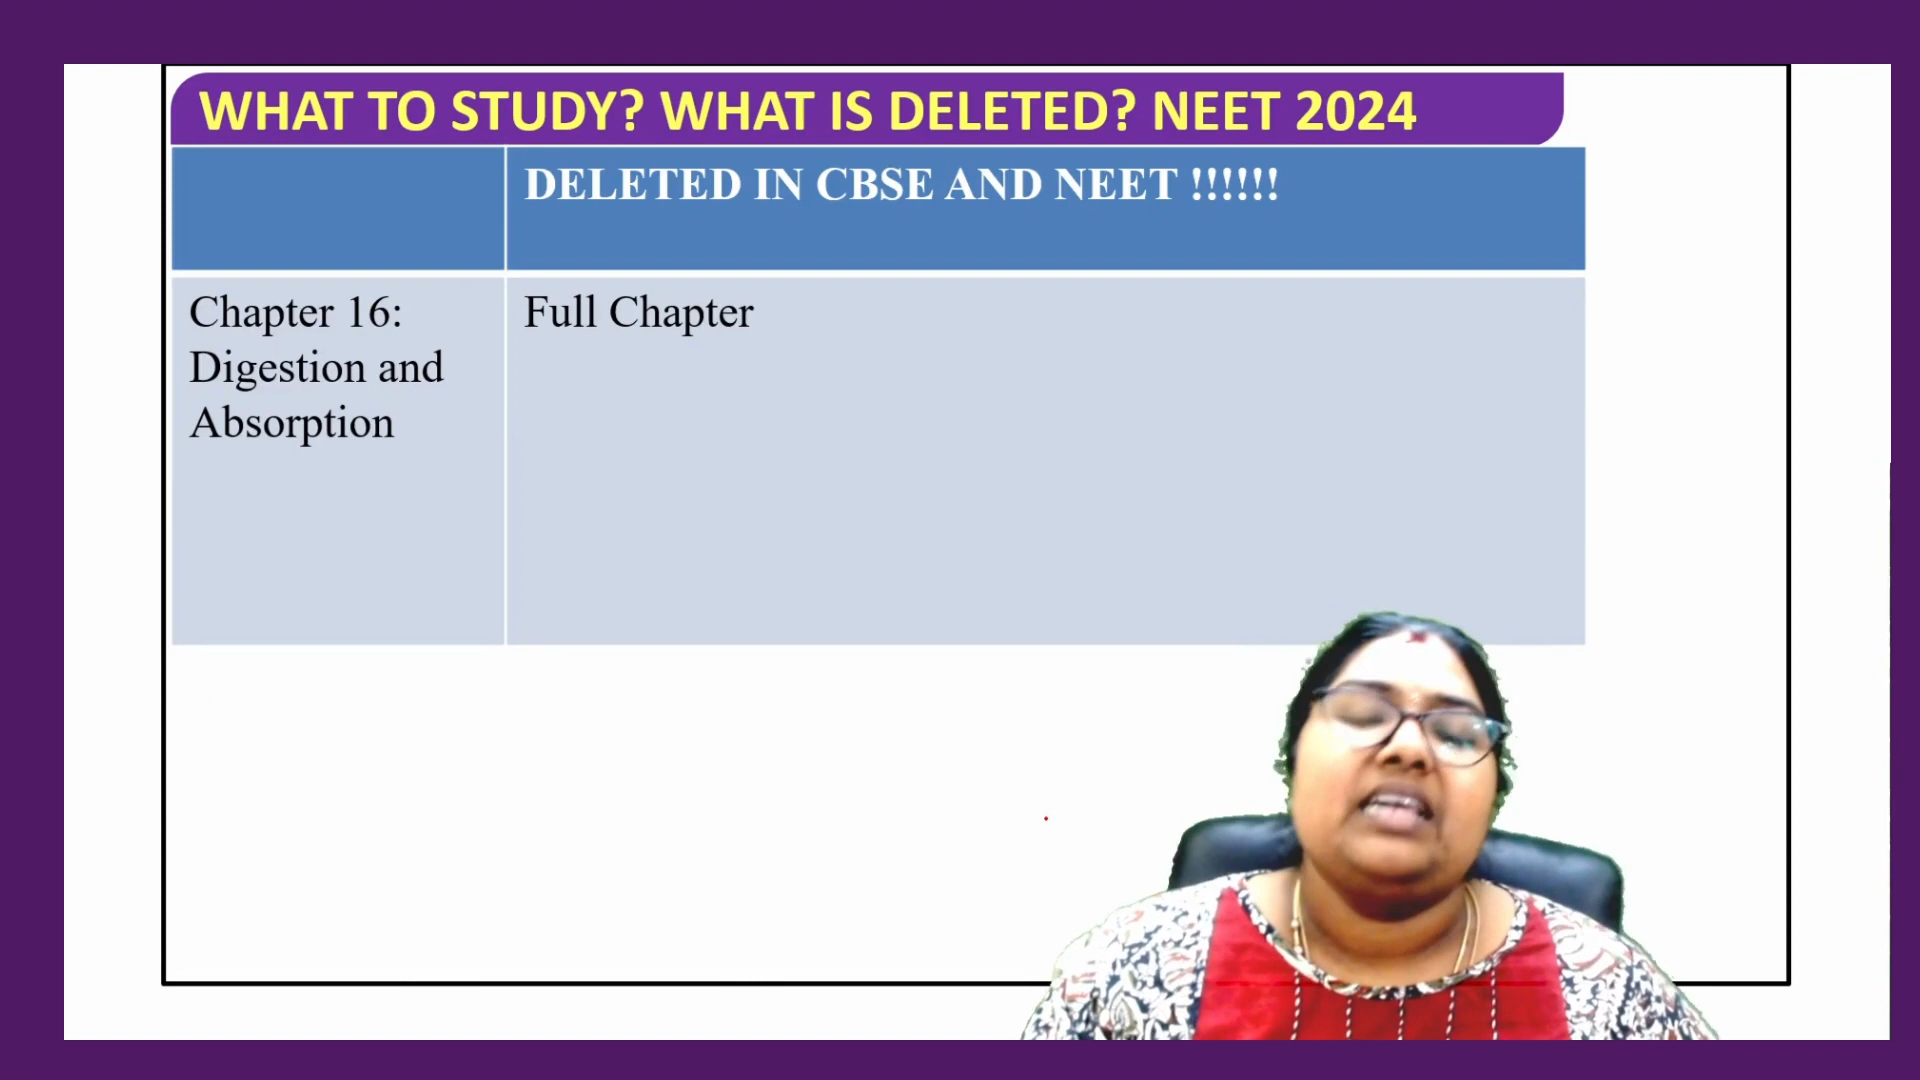 WHAT TO STUDY? WHAT IS DELETED? NEET 2024
DELETED IN CBSE AND NEET !!!!!!
Chapter 16:
Digestion and
Absorption
Full Chapter